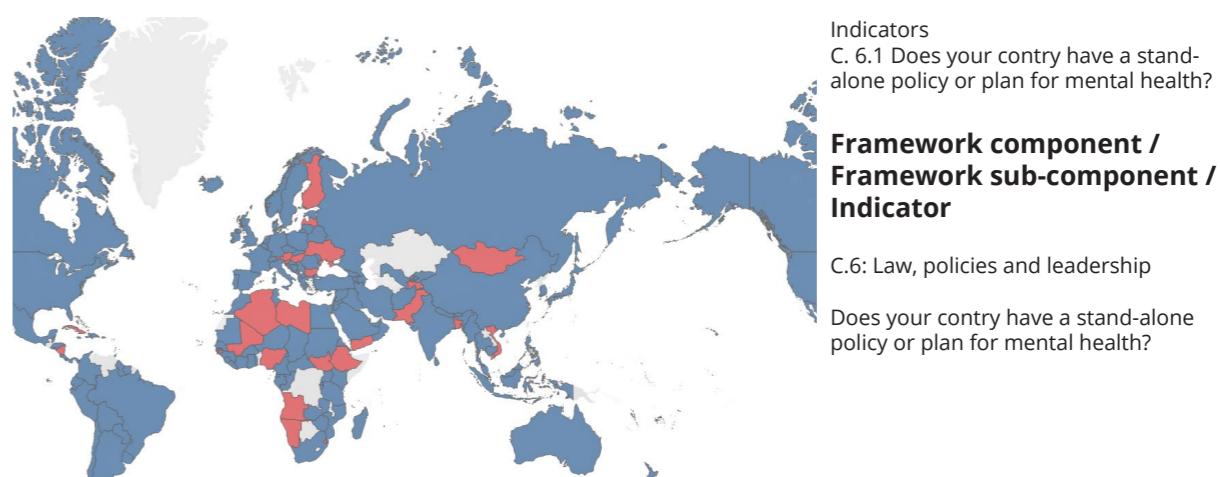 Indicators
C. 6.1 Does your contry have a stand-
alone policy or plan for mental health?
Framework component /
Framework sub-component /
Indicator
C.6: Law, policies and leadership
Does your contry have a stand-alone
policy or plan for mental health?